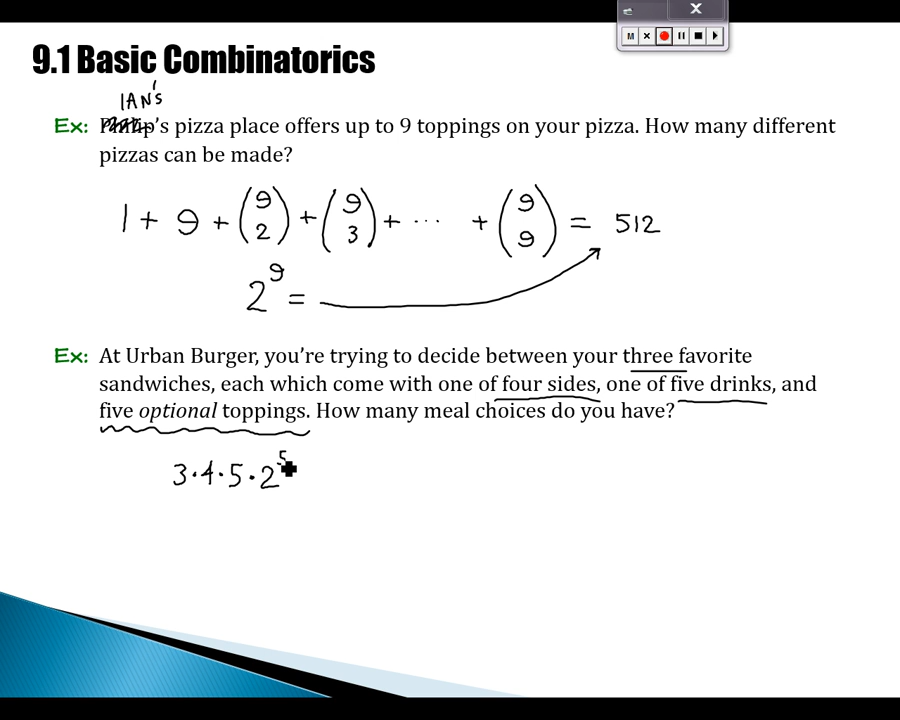 M
9.1 Basic Combinatorics
IAN'S
Ex: 's pizza place offers up to 9 toppings on your pizza. How many different
pizzas can be made?
1 + 9 + (9 2) + (9 3) + ... + (9 9) = 512
2^9 =
Ex: At Urban Burger, you're trying to decide between your three favorite
sandwiches, each which come with one of four sides, one of five drinks, and
five optional toppings. How many meal choices do you have?
3·4·5·2^5